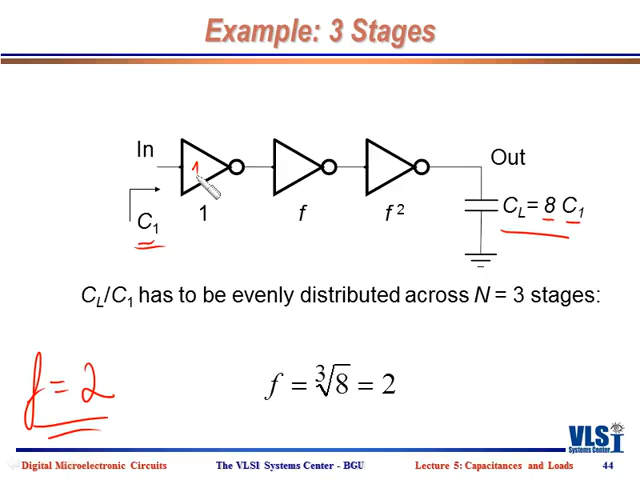 Example: 3 Stages
In
Out
1
C₁
1
f
f ²
C_L= 8 C₁
C_L/C₁ has to be evenly distributed across N = 3 stages:
f = 2
f = ∛8 = 2
VLSI
Systems Center
Digital Microelectronic Circuits
The VLSI Systems Center - BGU
Lecture 5: Capacitances and Loads
44